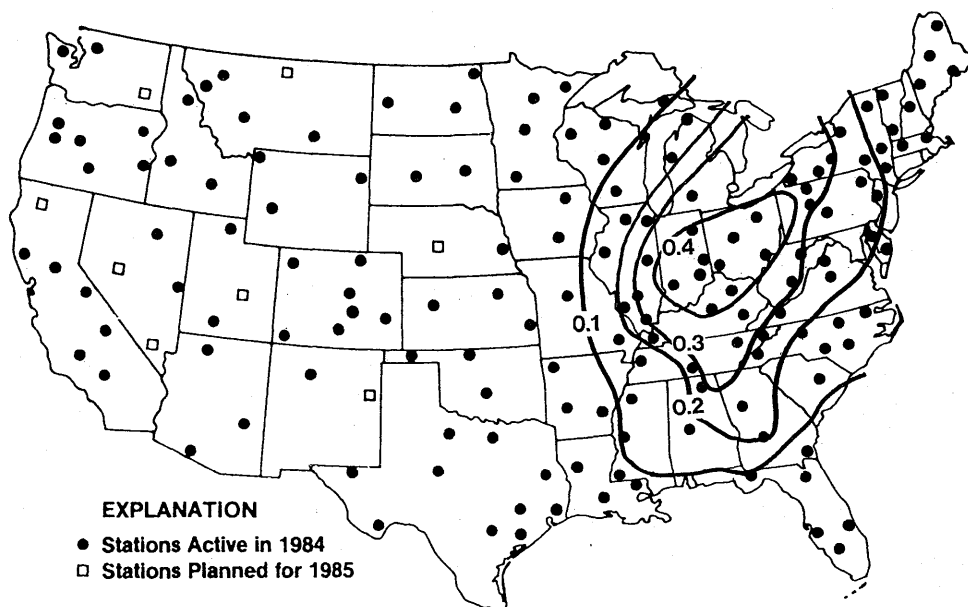 0.4
0.1
0.3
0.2
EXPLANATION
Stations Active in 1984
Stations Planned for 1985